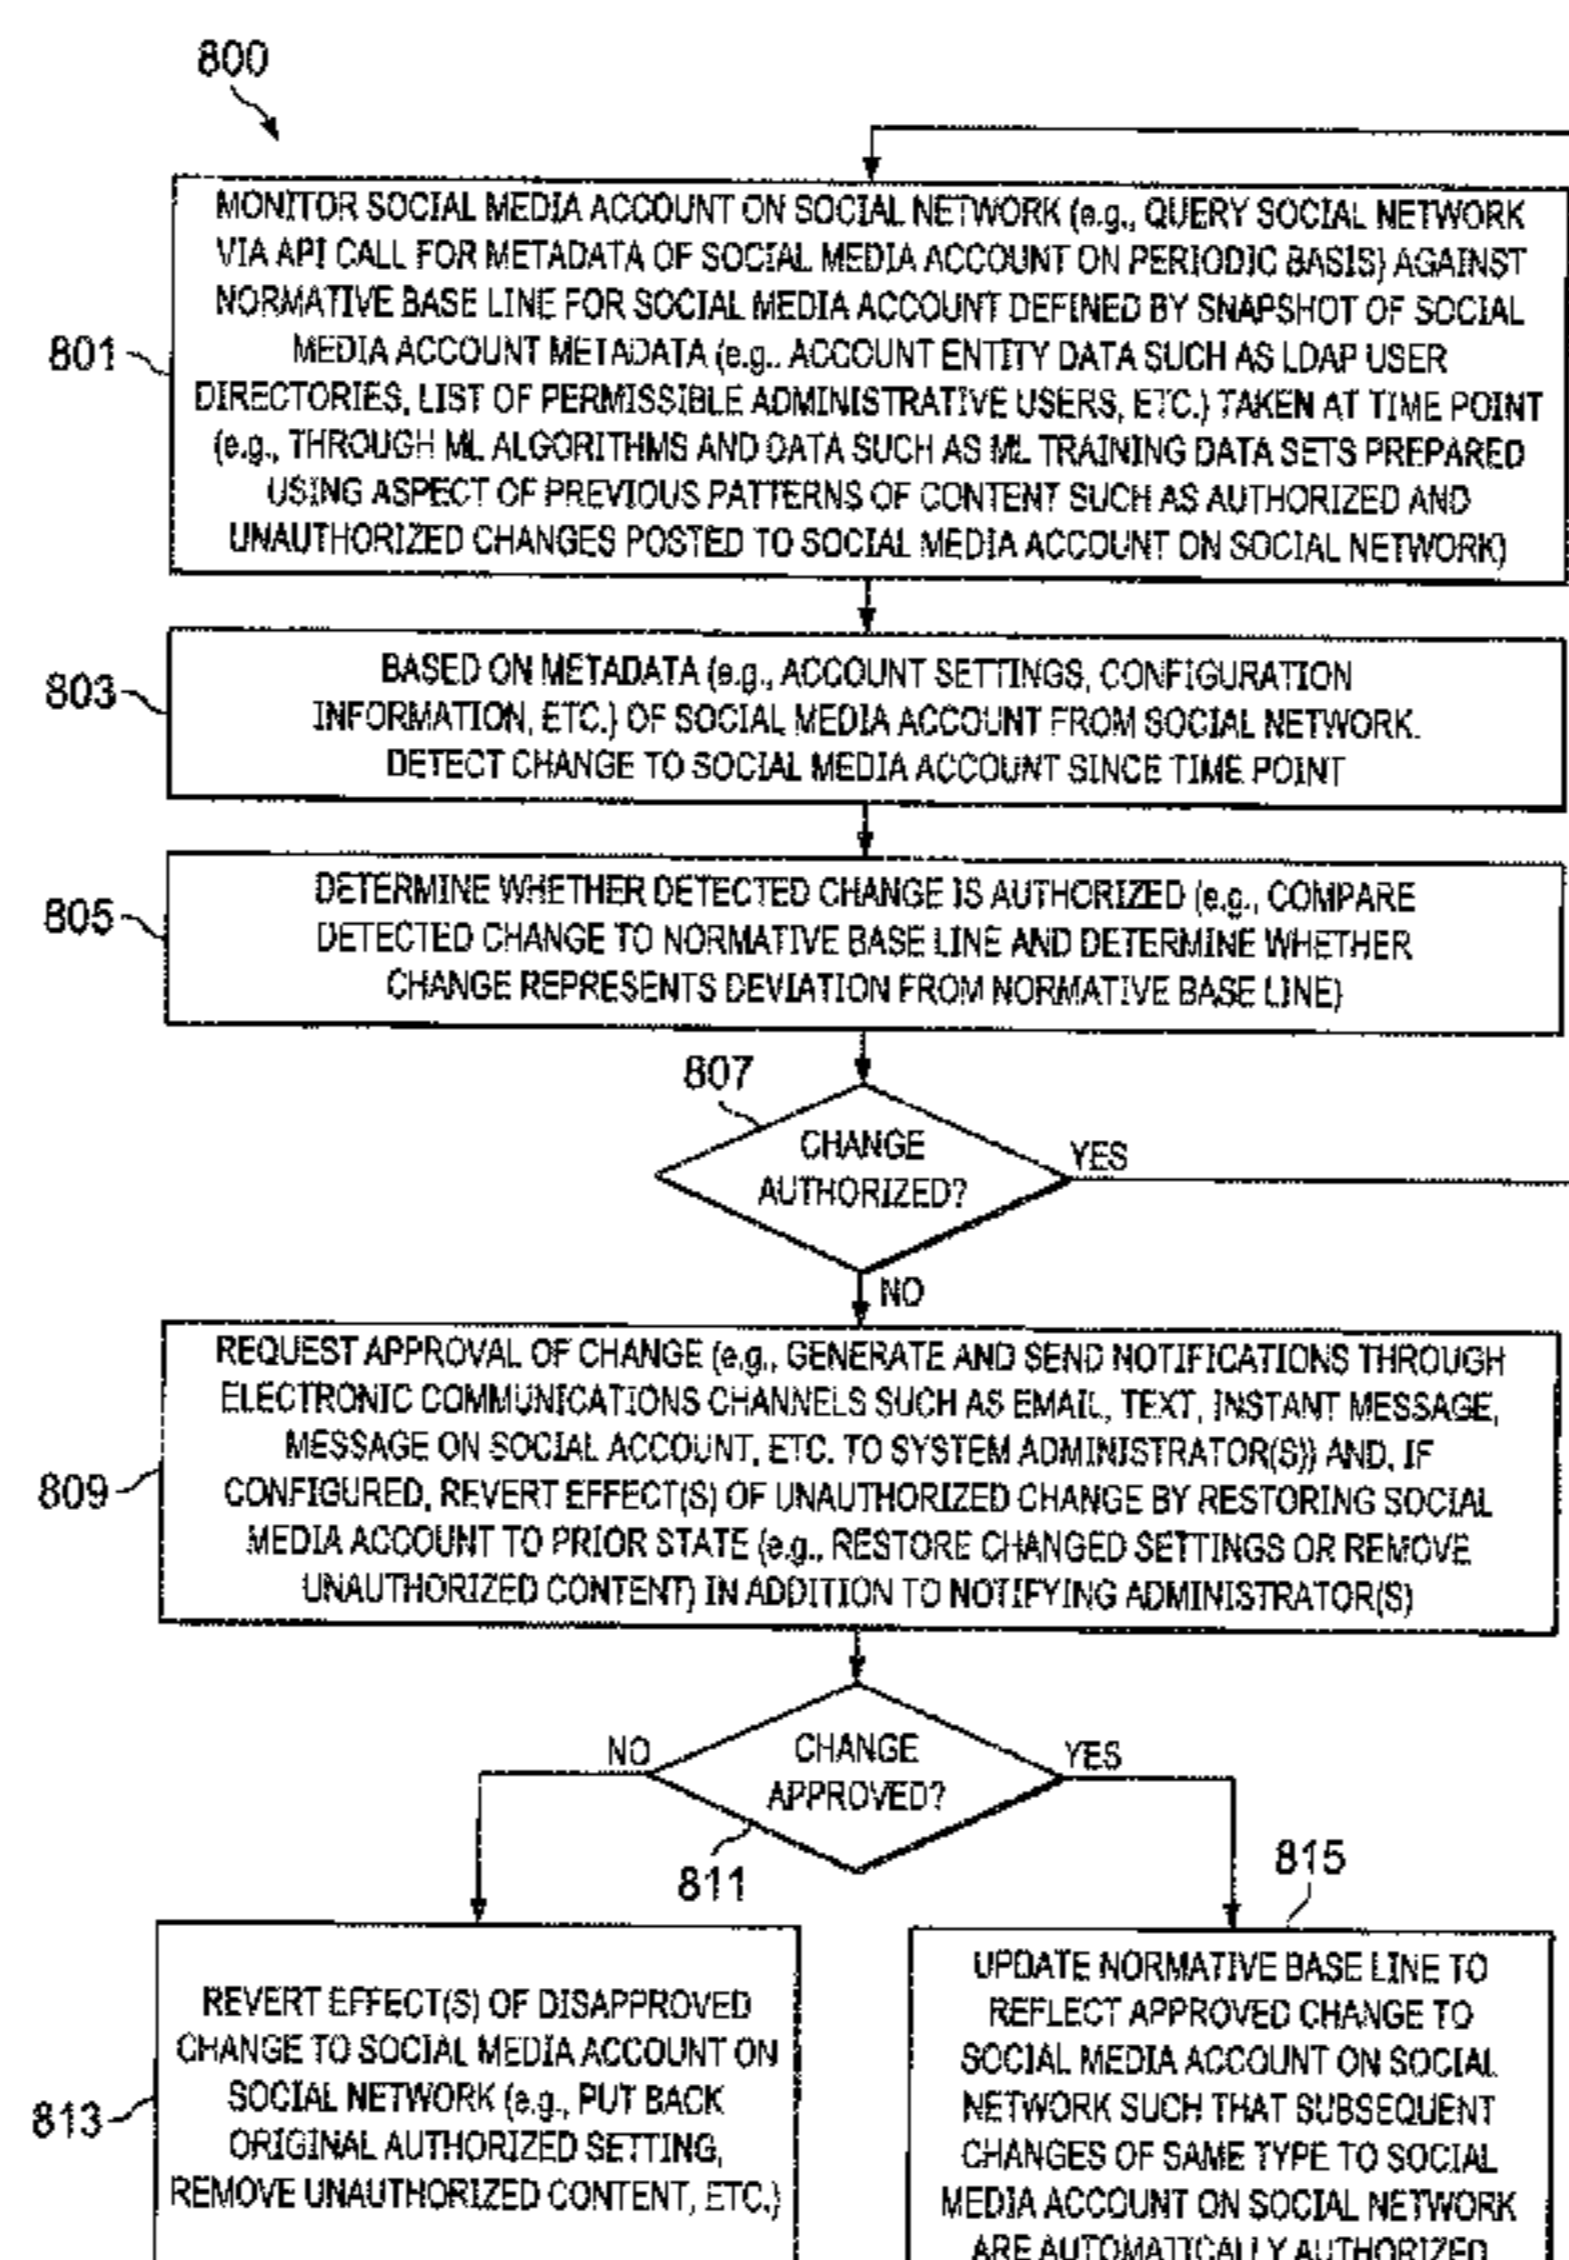 800
MONITOR SOCIAL MEDIA ACCOUNT ON SOCIAL NETWORK (e.g., QUERY SOCIAL NETWORK
VIA API CALL FOR METADATA OF SOCIAL MEDIA ACCOUNT ON PERIODIC BASIS) AGAINST
NORMATIVE BASE LINE FOR SOCIAL MEDIA ACCOUNT DEFINED BY SNAPSHOT OF SOCIAL
MEDIA ACCOUNT METADATA (e.g., ACCOUNT ENTITY DATA SUCH AS LDAP USER
DIRECTORIES, LIST OF PERMISSIBLE ADMINISTRATIVE USERS, ETC.) TAKEN AT TIME POINT
(e.g., THROUGH ML ALGORITHMS AND DATA SUCH AS ML TRAINING DATA SETS PREPARED
USING ASPECT OF PREVIOUS PATTERNS OF CONTENT SUCH AS AUTHORIZED AND
UNAUTHORIZED CHANGES POSTED TO SOCIAL MEDIA ACCOUNT ON SOCIAL NETWORK)
801
BASED ON METADATA (e.g., ACCOUNT SETTINGS, CONFIGURATION
INFORMATION, ETC.) OF SOCIAL MEDIA ACCOUNT FROM SOCIAL NETWORK.
DETECT CHANGE TO SOCIAL MEDIA ACCOUNT SINCE TIME POINT
803
DETERMINE WHETHER DETECTED CHANGE IS AUTHORIZED (e.g., COMPARE
DETECTED CHANGE TO NORMATIVE BASE LINE AND DETERMINE WHETHER
CHANGE REPRESENTS DEVIATION FROM NORMATIVE BASE LINE)
805
807
CHANGE
AUTHORIZED?
YES
NO
REQUEST APPROVAL OF CHANGE (e.g., GENERATE AND SEND NOTIFICATIONS THROUGH
ELECTRONIC COMMUNICATIONS CHANNELS SUCH AS EMAIL, TEXT, INSTANT MESSAGE,
MESSAGE ON SOCIAL ACCOUNT, ETC. TO SYSTEM ADMINISTRATOR(S)) AND, IF
CONFIGURED, REVERT EFFECT(S) OF UNAUTHORIZED CHANGE BY RESTORING SOCIAL
MEDIA ACCOUNT TO PRIOR STATE (e.g., RESTORE CHANGED SETTINGS OR REMOVE
UNAUTHORIZED CONTENT) IN ADDITION TO NOTIFYING ADMINISTRATOR(S)
809
NO
CHANGE
APPROVED?
YES
811
815
REVERT EFFECT(S) OF DISAPPROVED
CHANGE TO SOCIAL MEDIA ACCOUNT ON
SOCIAL NETWORK (e.g., PUT BACK
ORIGINAL AUTHORIZED SETTING,
REMOVE UNAUTHORIZED CONTENT, ETC.)
813
UPDATE NORMATIVE BASE LINE TO
REFLECT APPROVED CHANGE TO
SOCIAL MEDIA ACCOUNT ON SOCIAL
NETWORK SUCH THAT SUBSEQUENT
CHANGES OF SAME TYPE TO SOCIAL
MEDIA ACCOUNT ON SOCIAL NETWORK
ARE AUTOMATICALLY AUTHORIZED